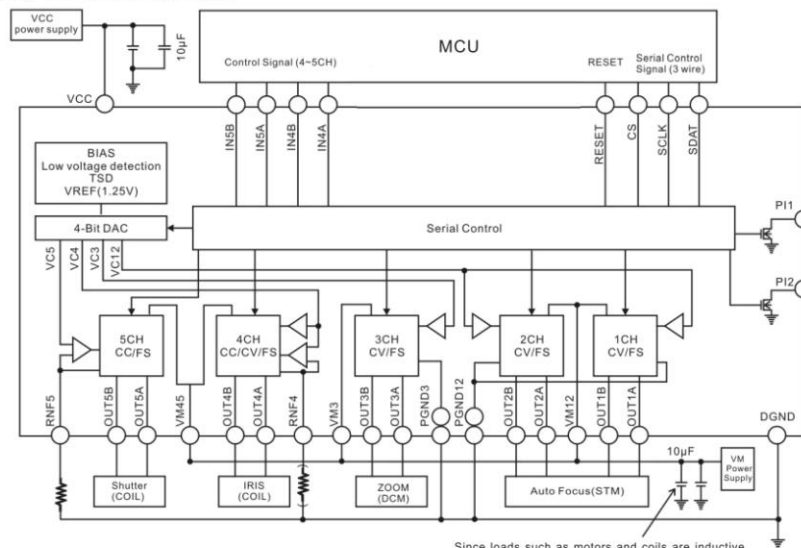 VCC
power supply
10μF
MCU
Control Signal (4~5CH)
RESET
Serial Control
Signal (3 wire)
VCC
IN5B
IN5A
IN4B
IN4A
RESET
CS
SCLK
SDAT
BIAS
Low voltage detection
TSD
VREF(1.25V)
4-Bit DAC
Serial Control
PI1
PI2
VC5
VC4
VC3
VC12
5CH
CC/FS
4CH
CC/CV/FS
3CH
CV/FS
2CH
CV/FS
1CH
CV/FS
RNF5
OUT5B
OUT5A
VM45
OUT4B
OUT4A
RNF4
VM3
OUT3B
OUT3A
PGND3
PGND12
OUT2B
OUT2A
VM12
OUT1B
OUT1A
DGND
Shutter
(COIL)
IRIS
(COIL)
ZOOM
(DCM)
Auto Focus(STM)
10μF
VM
Power
Supply
Since loads such as motors and coils are inductive